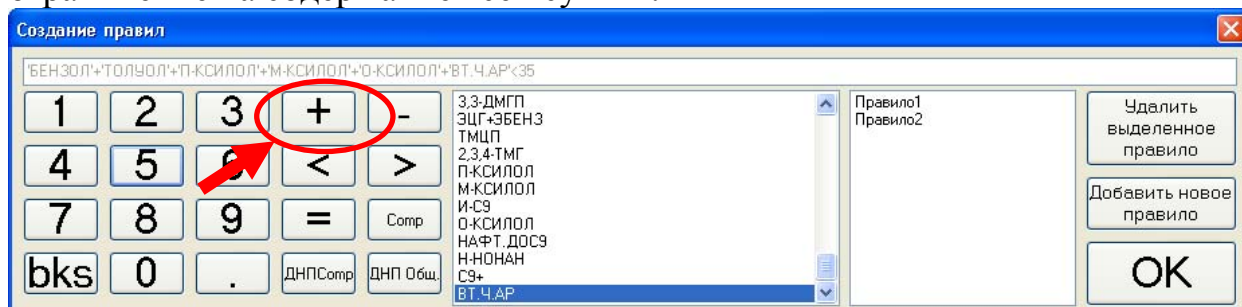 Создание правил
'БЕНЗОЛ'+'ТОЛУОЛ'+'П-КСИЛОЛ'+'М-КСИЛОЛ'+'О-КСИЛОЛ'+'ВТ.Ч.АР'<35
1 2 3 + -
4 5 6 < >
7 8 9 = Comp
bks 0 . ДНПComp ДНП Общ.
3,3-ДМГП
ЭЦГ+ЭБЕНЗ
ТМЦП
2,3,4-ТМГ
П-КСИЛОЛ
М-КСИЛОЛ
И-С9
О-КСИЛОЛ
НАФТ.ДОС9
Н-НОНАН
С9+
ВТ.Ч.АР
Правило1
Правило2
Удалить
выделенное
правило
Добавить новое
правило
OK